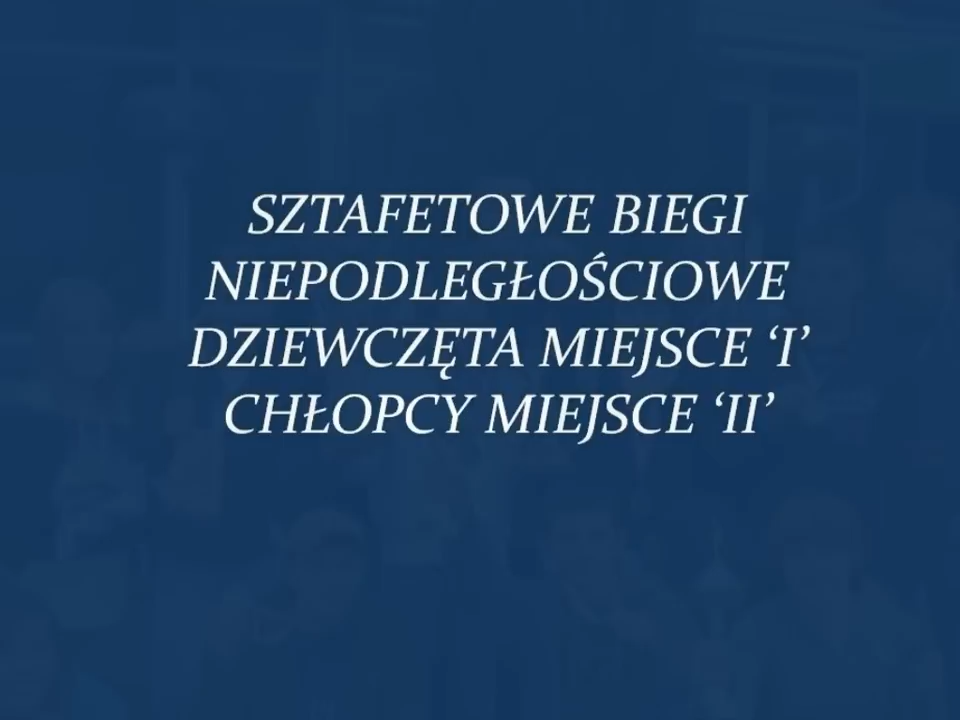 SZTAFETOWE BIEGI
NIEPODLEGŁOŚCIOWE
DZIEWCZĘTA MIEJSCE ‘I’
CHŁOPCY MIEJSCE ‘II’